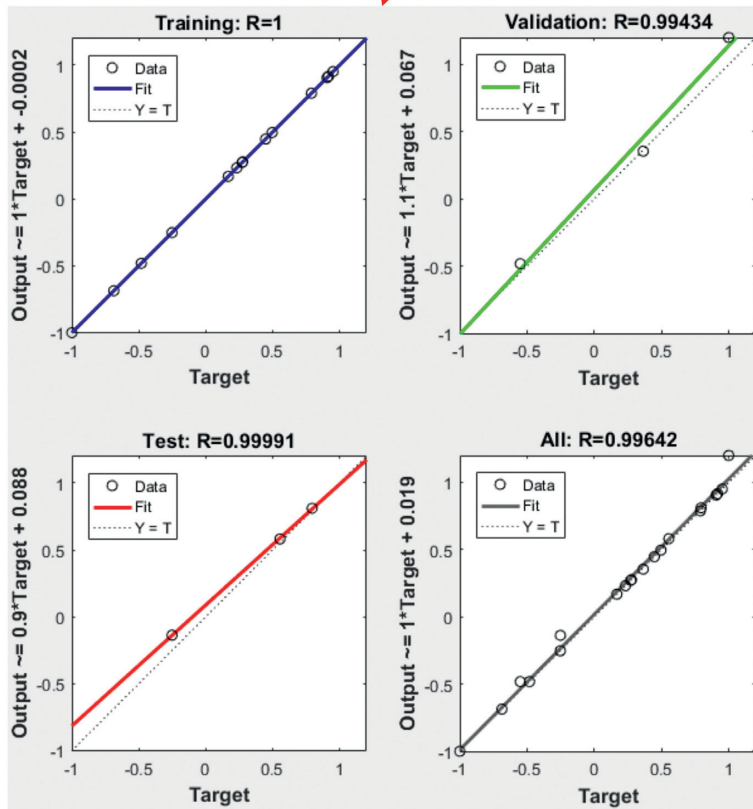 Training: R=1
Output ~= 1*Target + -0.0002
Data
Fit
Y = T
1
0.5
0
-0.5
-1
-1 -0.5 0 0.5 1
Target
Validation: R=0.99434
Output ~= 1.1*Target + 0.067
Data
Fit
Y = T
1
0.5
0
-0.5
-1
-1 -0.5 0 0.5 1
Target
Test: R=0.99991
Output ~= 0.9*Target + 0.088
Data
Fit
Y = T
1
0.5
0
-0.5
-1
-1 -0.5 0 0.5 1
Target
All: R=0.99642
Output ~= 1*Target + 0.019
Data
Fit
Y = T
1
0.5
0
-0.5
-1
-1 -0.5 0 0.5 1
Target